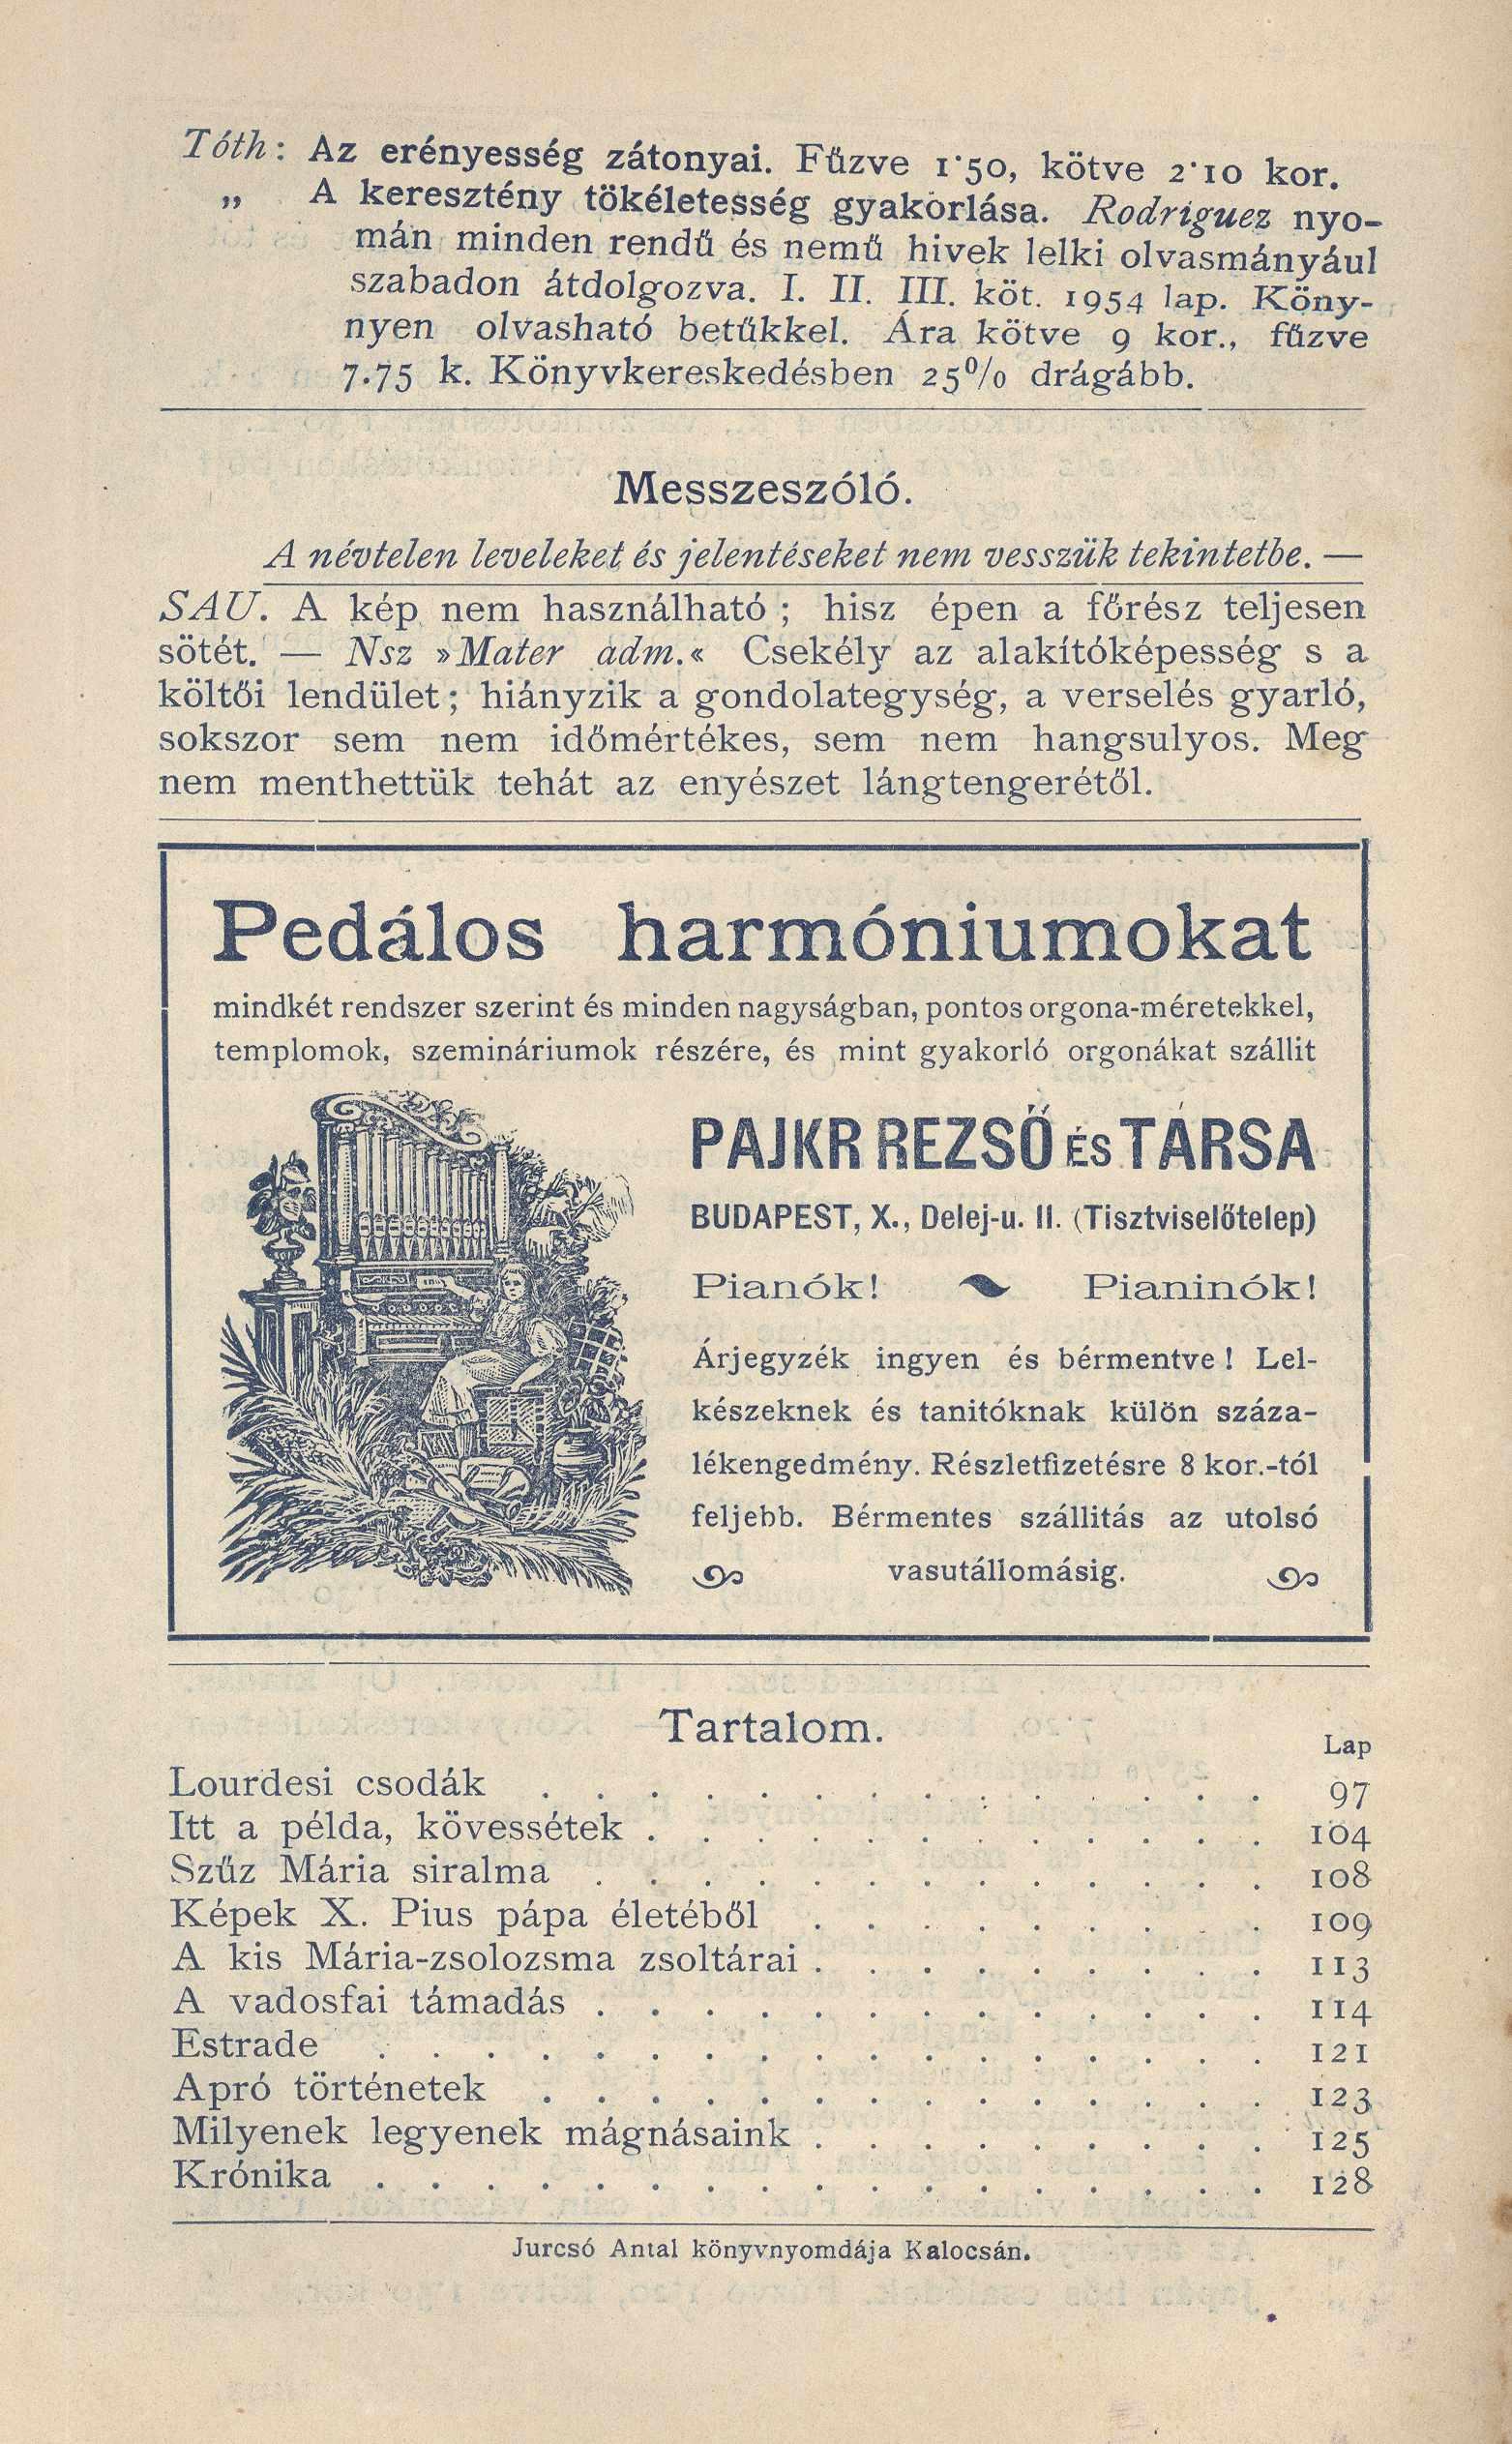 Tóth: Az erényesség zátonyai. Fűzve 1·50, kötve 2·10 kor.
„ A keresztény tökéletesség gyakorlása. Rodriguez nyo-
mán minden rendű és nemű hivek lelki olvasmányául
szabadon átdolgozva. I. II. III. köt. 1954 lap. Köny-
nyen olvasható betűkkel. Ára kötve 9 kor., fűzve
7.75 k. Könyvkereskedésben 25% drágább.
Messzeszóló.
A névtelen leveleket és jelentéseket nem vesszük tekintetbe. —
SAU. A kép nem használható; hisz épen a főrész teljesen
sötét. — Nsz »Mater adm.« Csekély az alakítóképesség s a
költői lendület; hiányzik a gondolategység, a verselés gyarló,
sokszor sem nem időmértékes, sem nem hangsulyos. Meg
nem menthettük tehát az enyészet lángtengerétől.
Pedálos harmóniumokat
mindkét rendszer szerint és minden nagyságban, pontos orgona-méretekkel,
templomok, szemináriumok részére, és mint gyakorló orgonákat szállit
PAJKR REZSŐ ÉS TÁRSA
BUDAPEST, X., Delej-u. II. (Tisztviselőtelep)
Pianók! Pianinók!
Árjegyzék ingyen és bérmentve! Lel-
készeknek és tanitóknak külön száza-
lékengedmény. Részletfizetésre 8 kor.-tól
feljebb. Bérmentes szállitás az utolsó
vasutállomásig.
Tartalom.
Lap
Lourdesi csodák . . . . . . . . . . . . . . 97
Itt a példa, kövessétek . . . . . . . . . . . . 104
Szűz Mária siralma . . . . . . . . . . . . . 108
Képek X. Pius pápa életéből . . . . . . . . . 109
A kis Mária-zsolozsma zsoltárai . . . . . . . . . 113
A vadosfai támadás . . . . . . . . . . . . . 114
Estrade . . . . . . . . . . . . . . . . . 121
Apró történetek . . . . . . . . . . . . . . 123
Milyenek legyenek mágnásaink . . . . . . . . . 125
Krónika . . . . . . . . . . . . . . . . . 128
Jurcsó Antal könyvnyomdája Kalocsán.